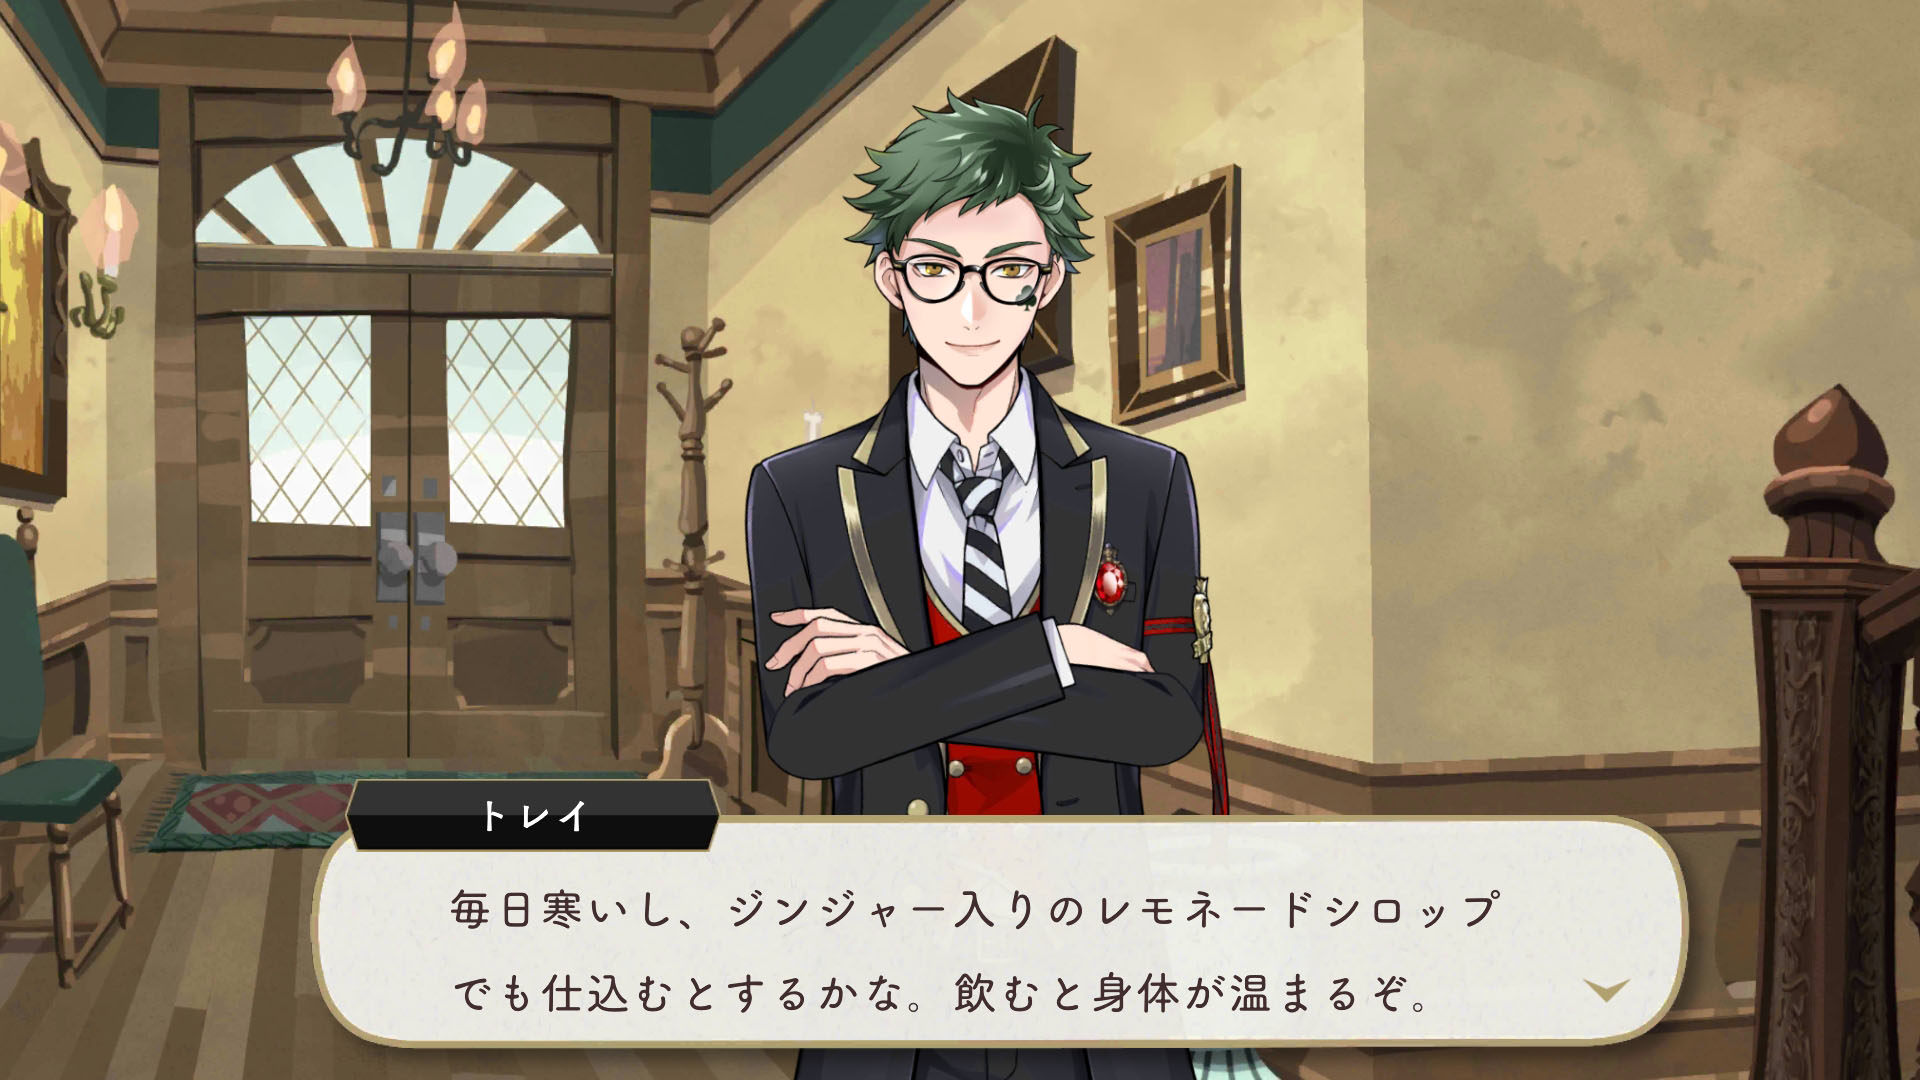 トレイ
毎日寒いし、ジンジャー入りのレモネードシロップ
でも仕込むとするかな。飲むと身体が温まるぞ。